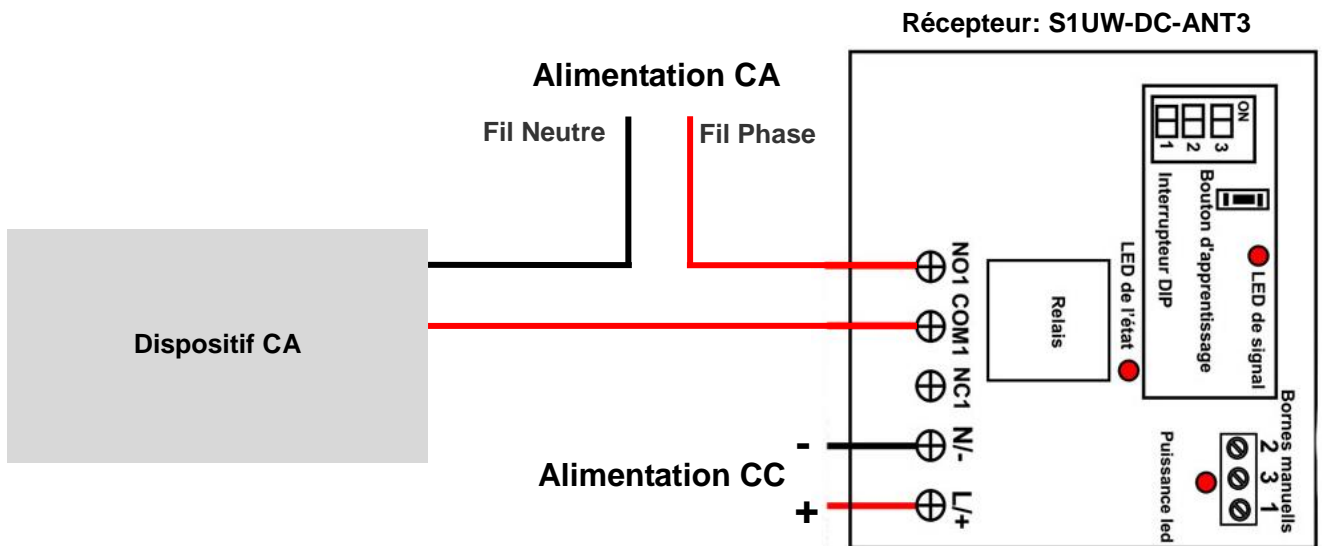 Récepteur: S1UW-DC-ANT3
Alimentation CA
Fil Neutre
Fil Phase
Dispositif CA
Alimentation CC
-
+
NO1
COM1
NC1
N/-
L/+
Relais
LED de l'état
ON
1
2
3
Interrupteur DIP
Bouton d'apprentissage
LED de signal
Bornes manuells
2
3
1
Puissance led